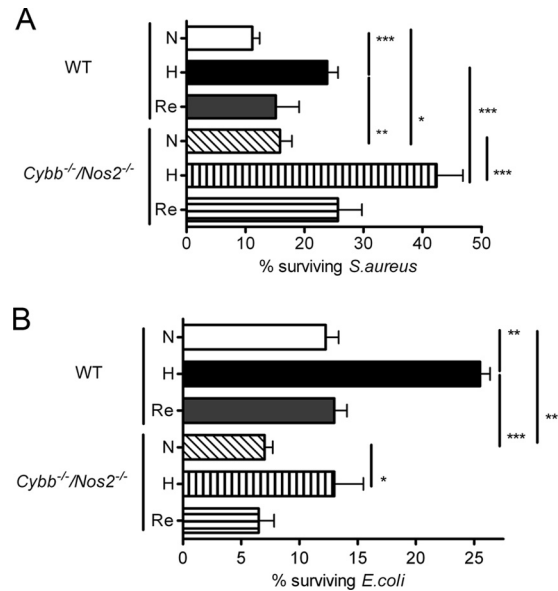 A
WT
N
H
Re
Cybb-/-/Nos2-/-
N
H
Re
***
**
*
***
***
0 10 20 30 40 50
% surviving S.aureus
B
WT
N
H
Re
Cybb-/-/Nos2-/-
N
H
Re
**
***
**
*
0 5 10 15 20 25
% surviving E.coli